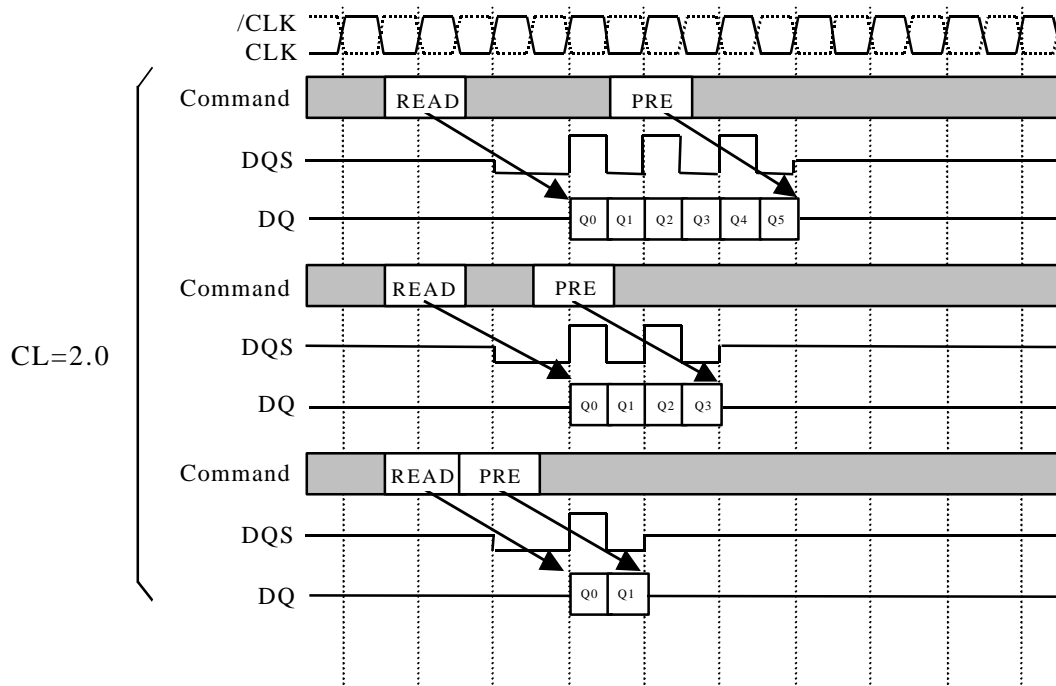 /CLK
CLK
Command READ PRE
DQS
DQ Q0 Q1 Q2 Q3 Q4 Q5
Command READ PRE
CL=2.0
DQS
DQ Q0 Q1 Q2 Q3
Command READ PRE
DQS
DQ Q0 Q1